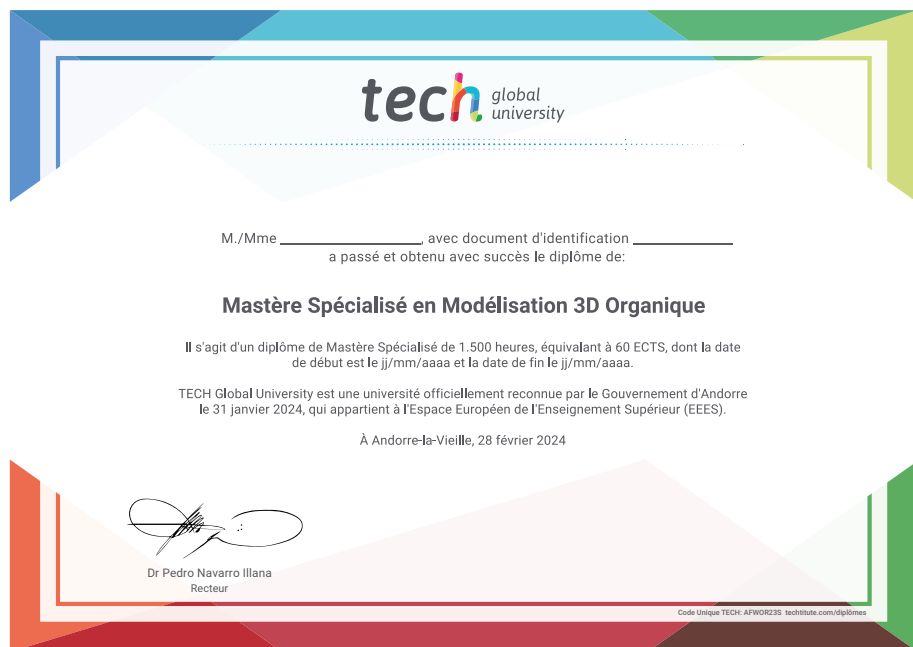 tech global university
M./Mme ______________, avec document d'identification __________
a passé et obtenu avec succès le diplôme de:
Mastère Spécialisé en Modélisation 3D Organique
Il s'agit d'un diplôme de Mastère Spécialisé de 1.500 heures, équivalant à 60 ECTS, dont la date
de début est le jj/mm/aaaa et la date de fin le jj/mm/aaaa.
TECH Global University est une université officiellement reconnue par le Gouvernement d'Andorre
le 31 janvier 2024, qui appartient à l'Espace Européen de l'Enseignement Supérieur (EEES).
À Andorre-la-Vieille, 28 février 2024
Dr Pedro Navarro Illana
Recteur
Code Unique TECH: AFWOR23S techtitute.com/diplômes